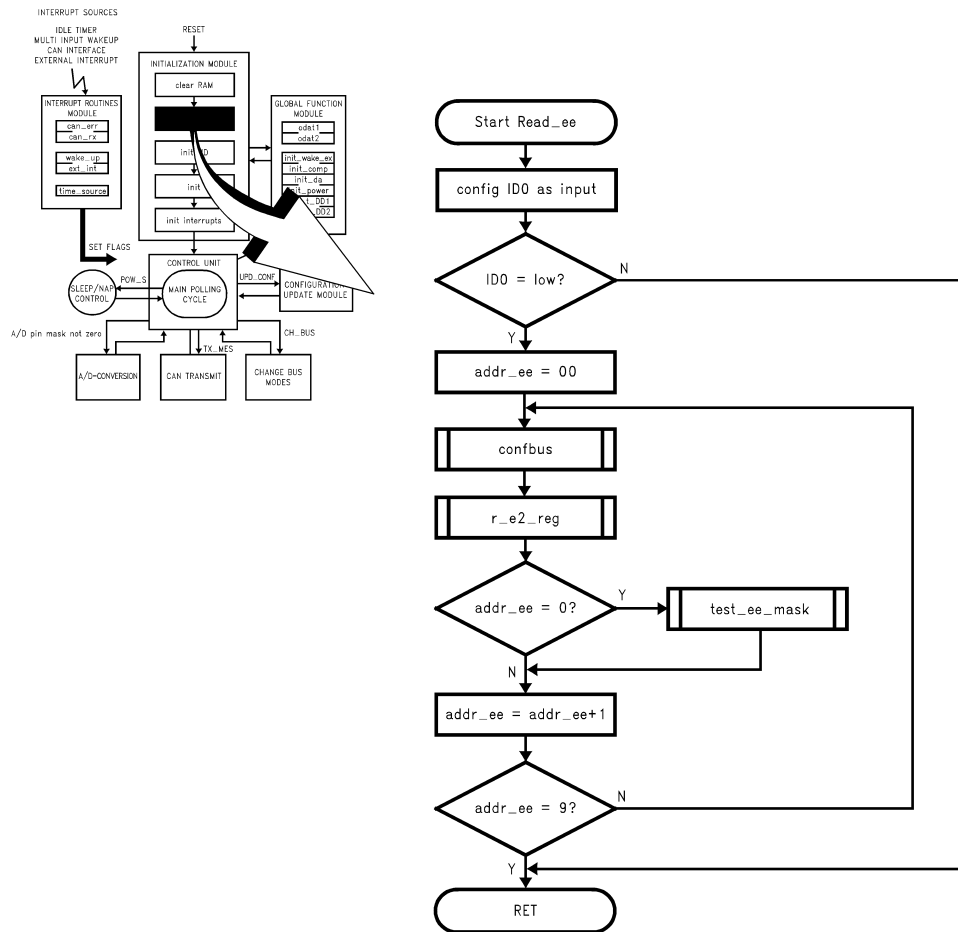 INTERRUPT SOURCES
IDLE TIMER
MULTI INPUT WAKEUP
CAN INTERFACE
EXTERNAL INTERRUPT
RESET
INITIALIZATION MODULE
clear RAM
init
init
init interrupts
INTERRUPT ROUTINES
MODULE
can_err
can_rx
wake_up
ext_int
time_source
SET FLAGS
GLOBAL FUNCTION
MODULE
odat1
odat2
init_wake_ex
init_comp
init_da
SLEEP/NAP
CONTROL
POW_S
CONTROL UNIT
MAIN POLLING
CYCLE
UPD_CONF
CONFIGURATION
UPDATE MODULE
A/D pin mask not zero
TX_MES
CH_BUS
A/D-CONVERSION
CAN TRANSMIT
CHANGE BUS
MODES
Start Read_ee
config ID0 as input
ID0 = low?
N
Y
addr_ee = 00
confbus
r_e2_reg
addr_ee = 0?
Y
test_ee_mask
N
addr_ee = addr_ee+1
addr_ee = 9?
N
Y
RET